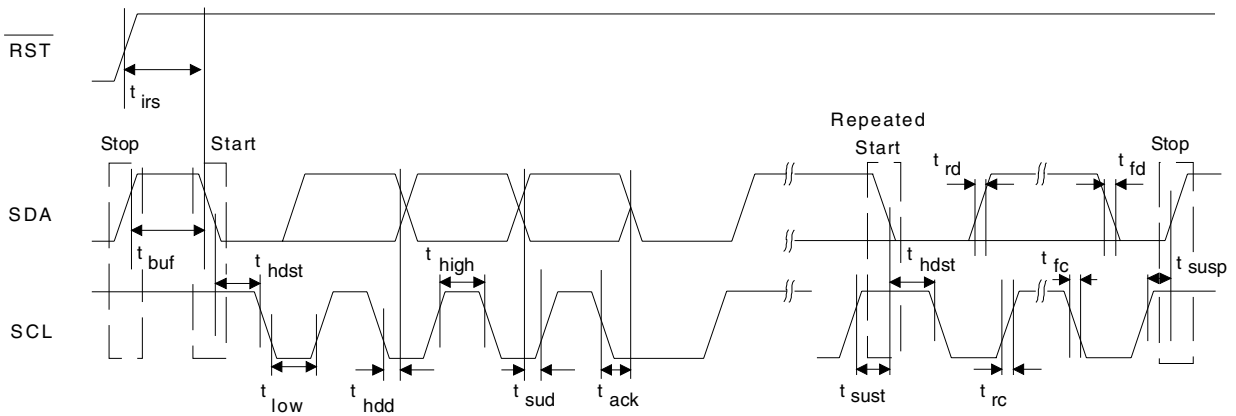 RST
t irs
Repeated
Stop Start Start Stop
t rd t fd
SDA
t buf t hdst t high t hdst t fc t susp
SCL
t low t hdd t sud t ack t sust t rc